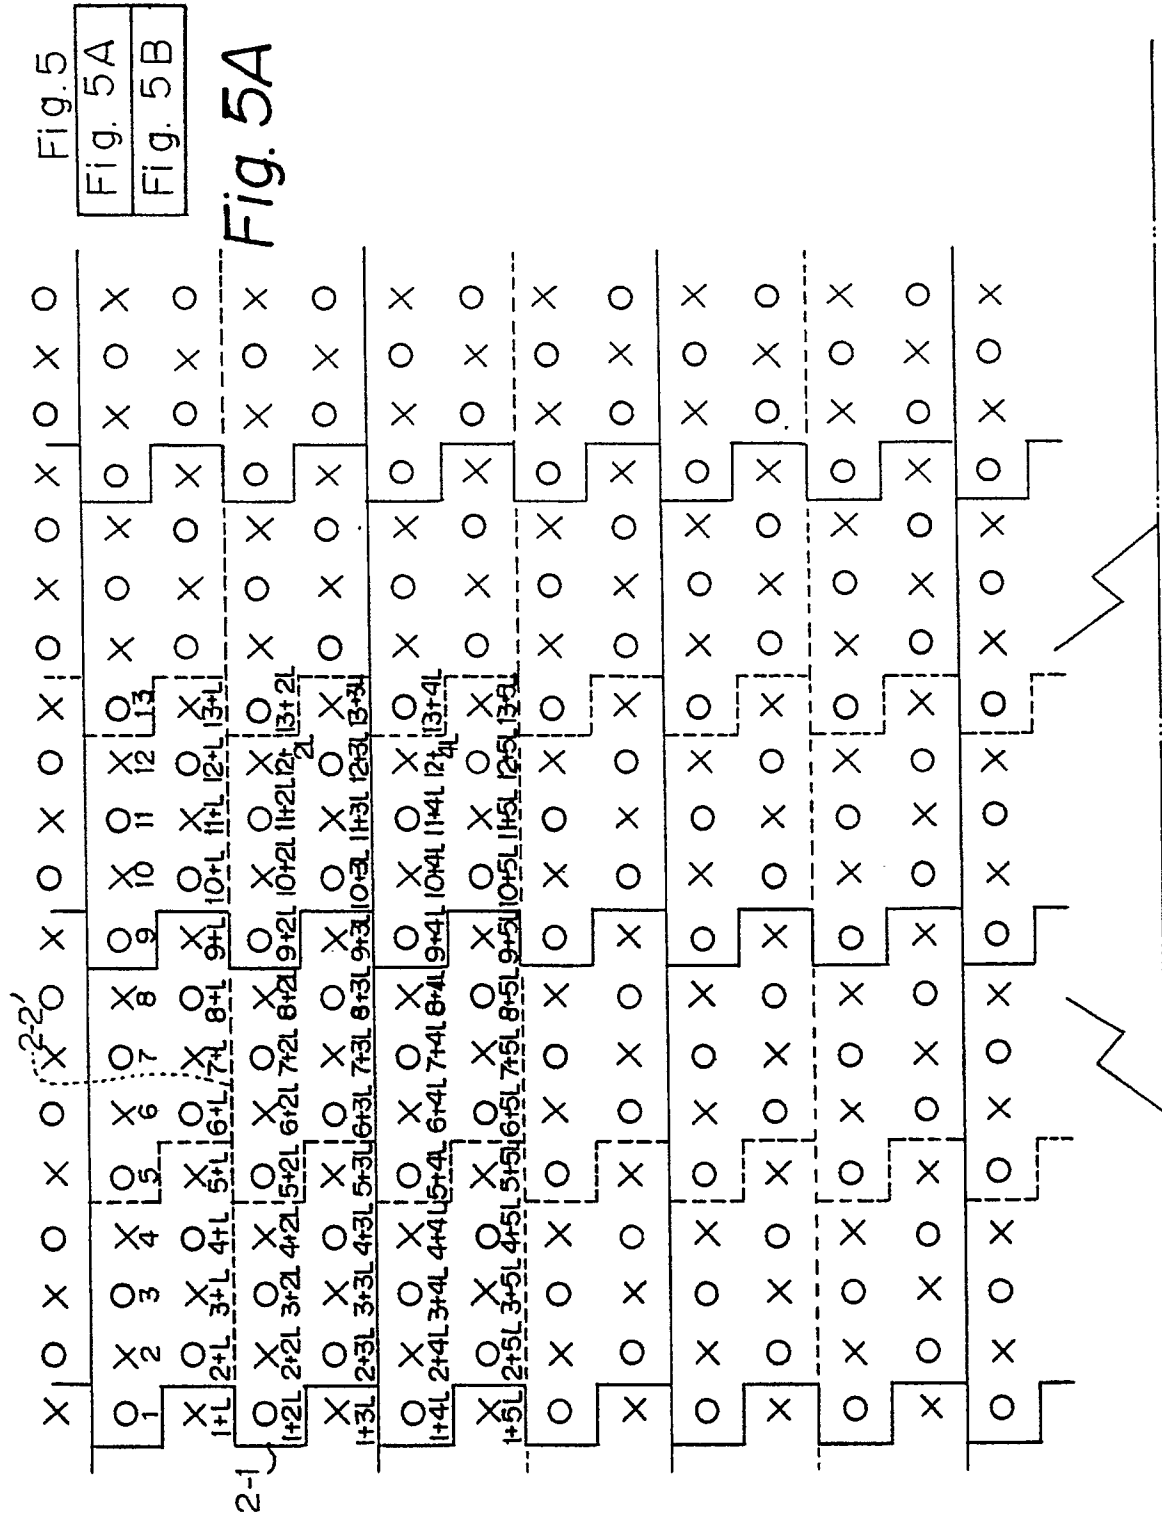 Fig. 5
Fig. 5A
Fig. 5B
Fig. 5A
2-2'
1 2 3 4 5 6 7 8 9 10 11 12 13
1+L 2+L 3+L 4+L 5+L 6+L 7+L 8+L 9+L 10+L 11+L 12+L 13+L
2-1
1+2L 2+2L 3+2L 4+2L 5+2L 6+2L 7+2L 8+2L 9+2L 10+2L 11+2L 12+2L 13+2L
1+3L 2+3L 3+3L 4+3L 5+3L 6+3L 7+3L 8+3L 9+3L 10+3L 11+3L 12+3L 13+3L
1+4L 2+4L 3+4L 4+4L 5+4L 6+4L 7+4L 8+4L 9+4L 10+4L 11+4L 12+4L 13+4L
1+5L 2+5L 3+5L 4+5L 5+5L 6+5L 7+5L 8+5L 9+5L 10+5L 11+5L 12+5L 13+5L